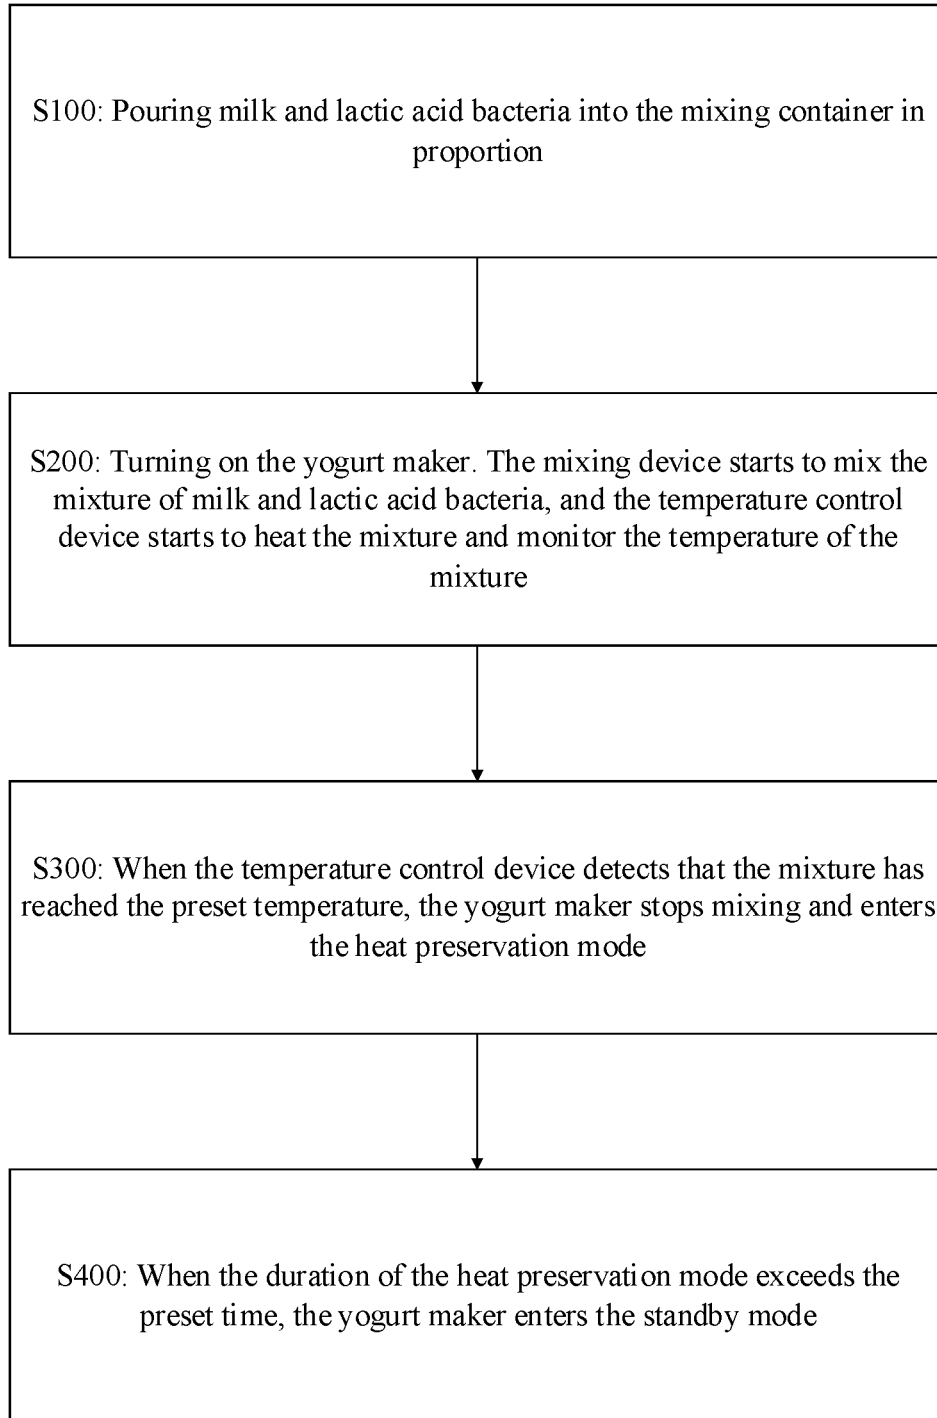 S100: Pouring milk and lactic acid bacteria into the mixing container in
proportion
S200: Turning on the yogurt maker. The mixing device starts to mix the
mixture of milk and lactic acid bacteria, and the temperature control
device starts to heat the mixture and monitor the temperature of the
mixture
S300: When the temperature control device detects that the mixture has
reached the preset temperature, the yogurt maker stops mixing and enters
the heat preservation mode
S400: When the duration of the heat preservation mode exceeds the
preset time, the yogurt maker enters the standby mode